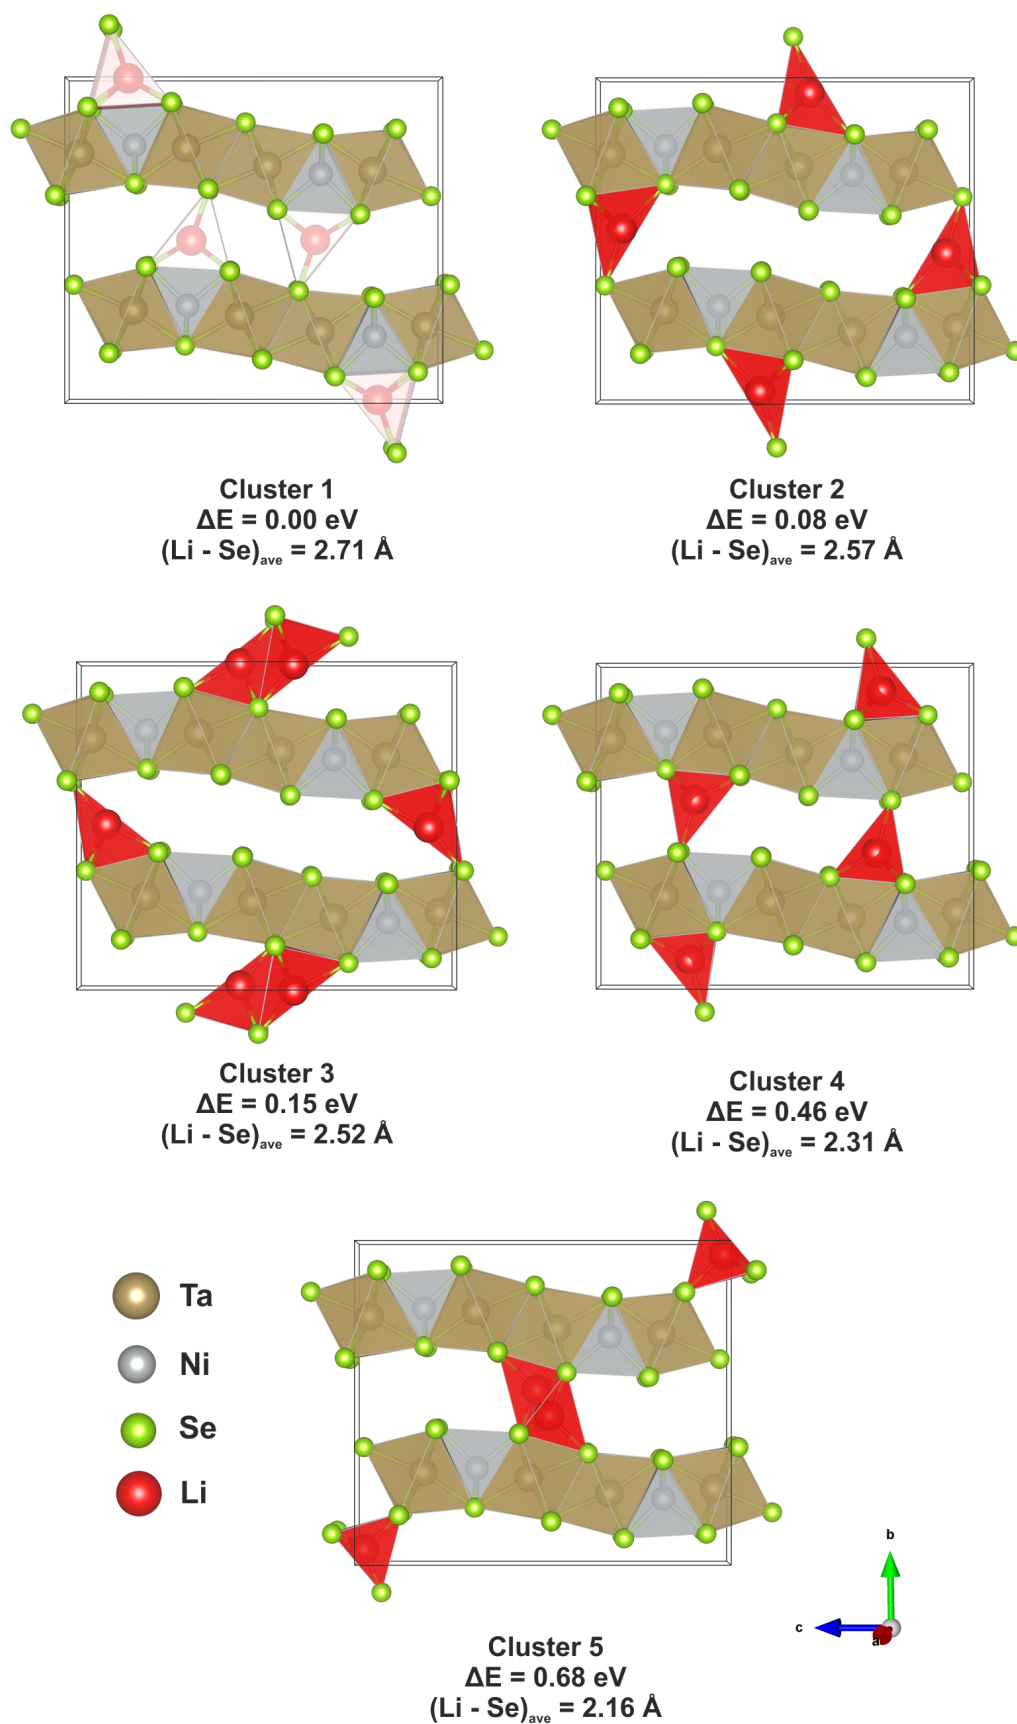 Cluster 1
ΔE = 0.00 eV
(Li - Se)ave = 2.71 Å
Cluster 2
ΔE = 0.08 eV
(Li - Se)ave = 2.57 Å
Cluster 3
ΔE = 0.15 eV
(Li - Se)ave = 2.52 Å
Cluster 4
ΔE = 0.46 eV
(Li - Se)ave = 2.31 Å
Ta
Ni
Se
Li
b
c
a
Cluster 5
ΔE = 0.68 eV
(Li - Se)ave = 2.16 Å